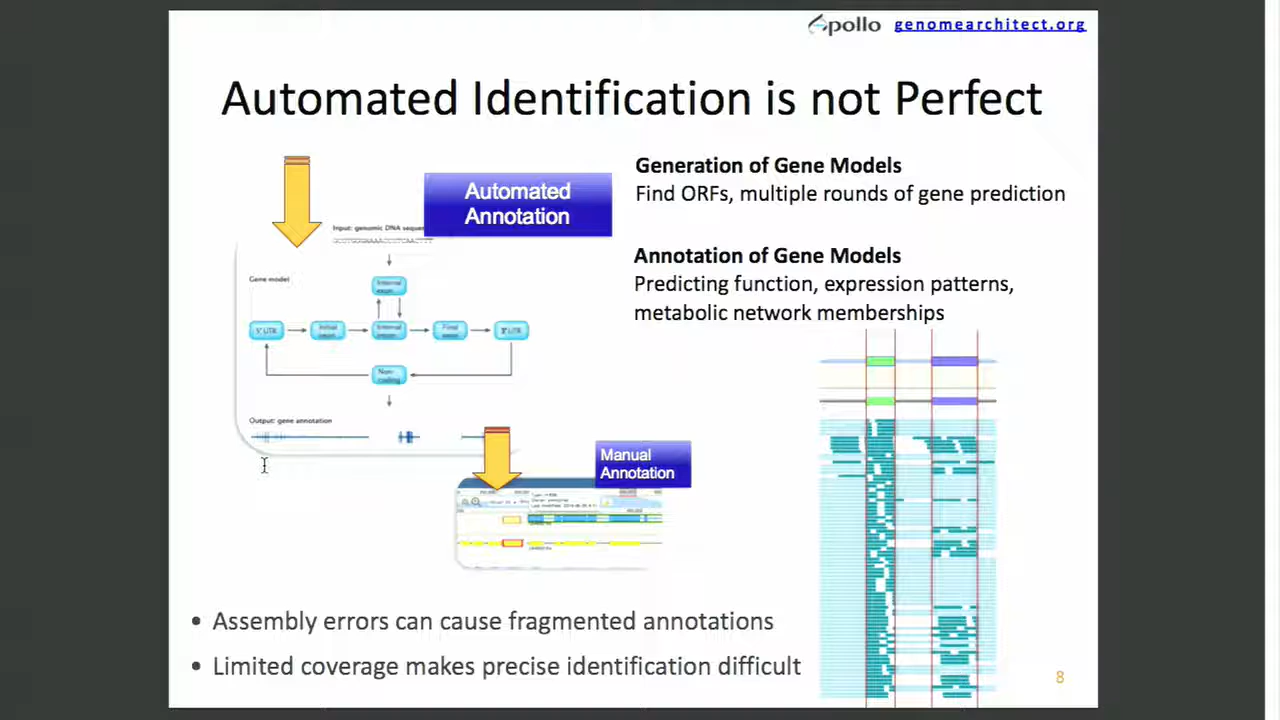 Apollo genomearchitect.org
Automated Identification is not Perfect
Automated
Annotation
Generation of Gene Models
Find ORFs, multiple rounds of gene prediction
Annotation of Gene Models
Predicting function, expression patterns,
metabolic network memberships
Input: genomic DNA
Gene model
Internal
exon
5' UTR
Initial
exon
Internal
exon
Final
exon
3' UTR
Non-
coding
Output: gene annotation
Manual
Annotation
• Assembly errors can cause fragmented annotations
• Limited coverage makes precise identification difficult
8